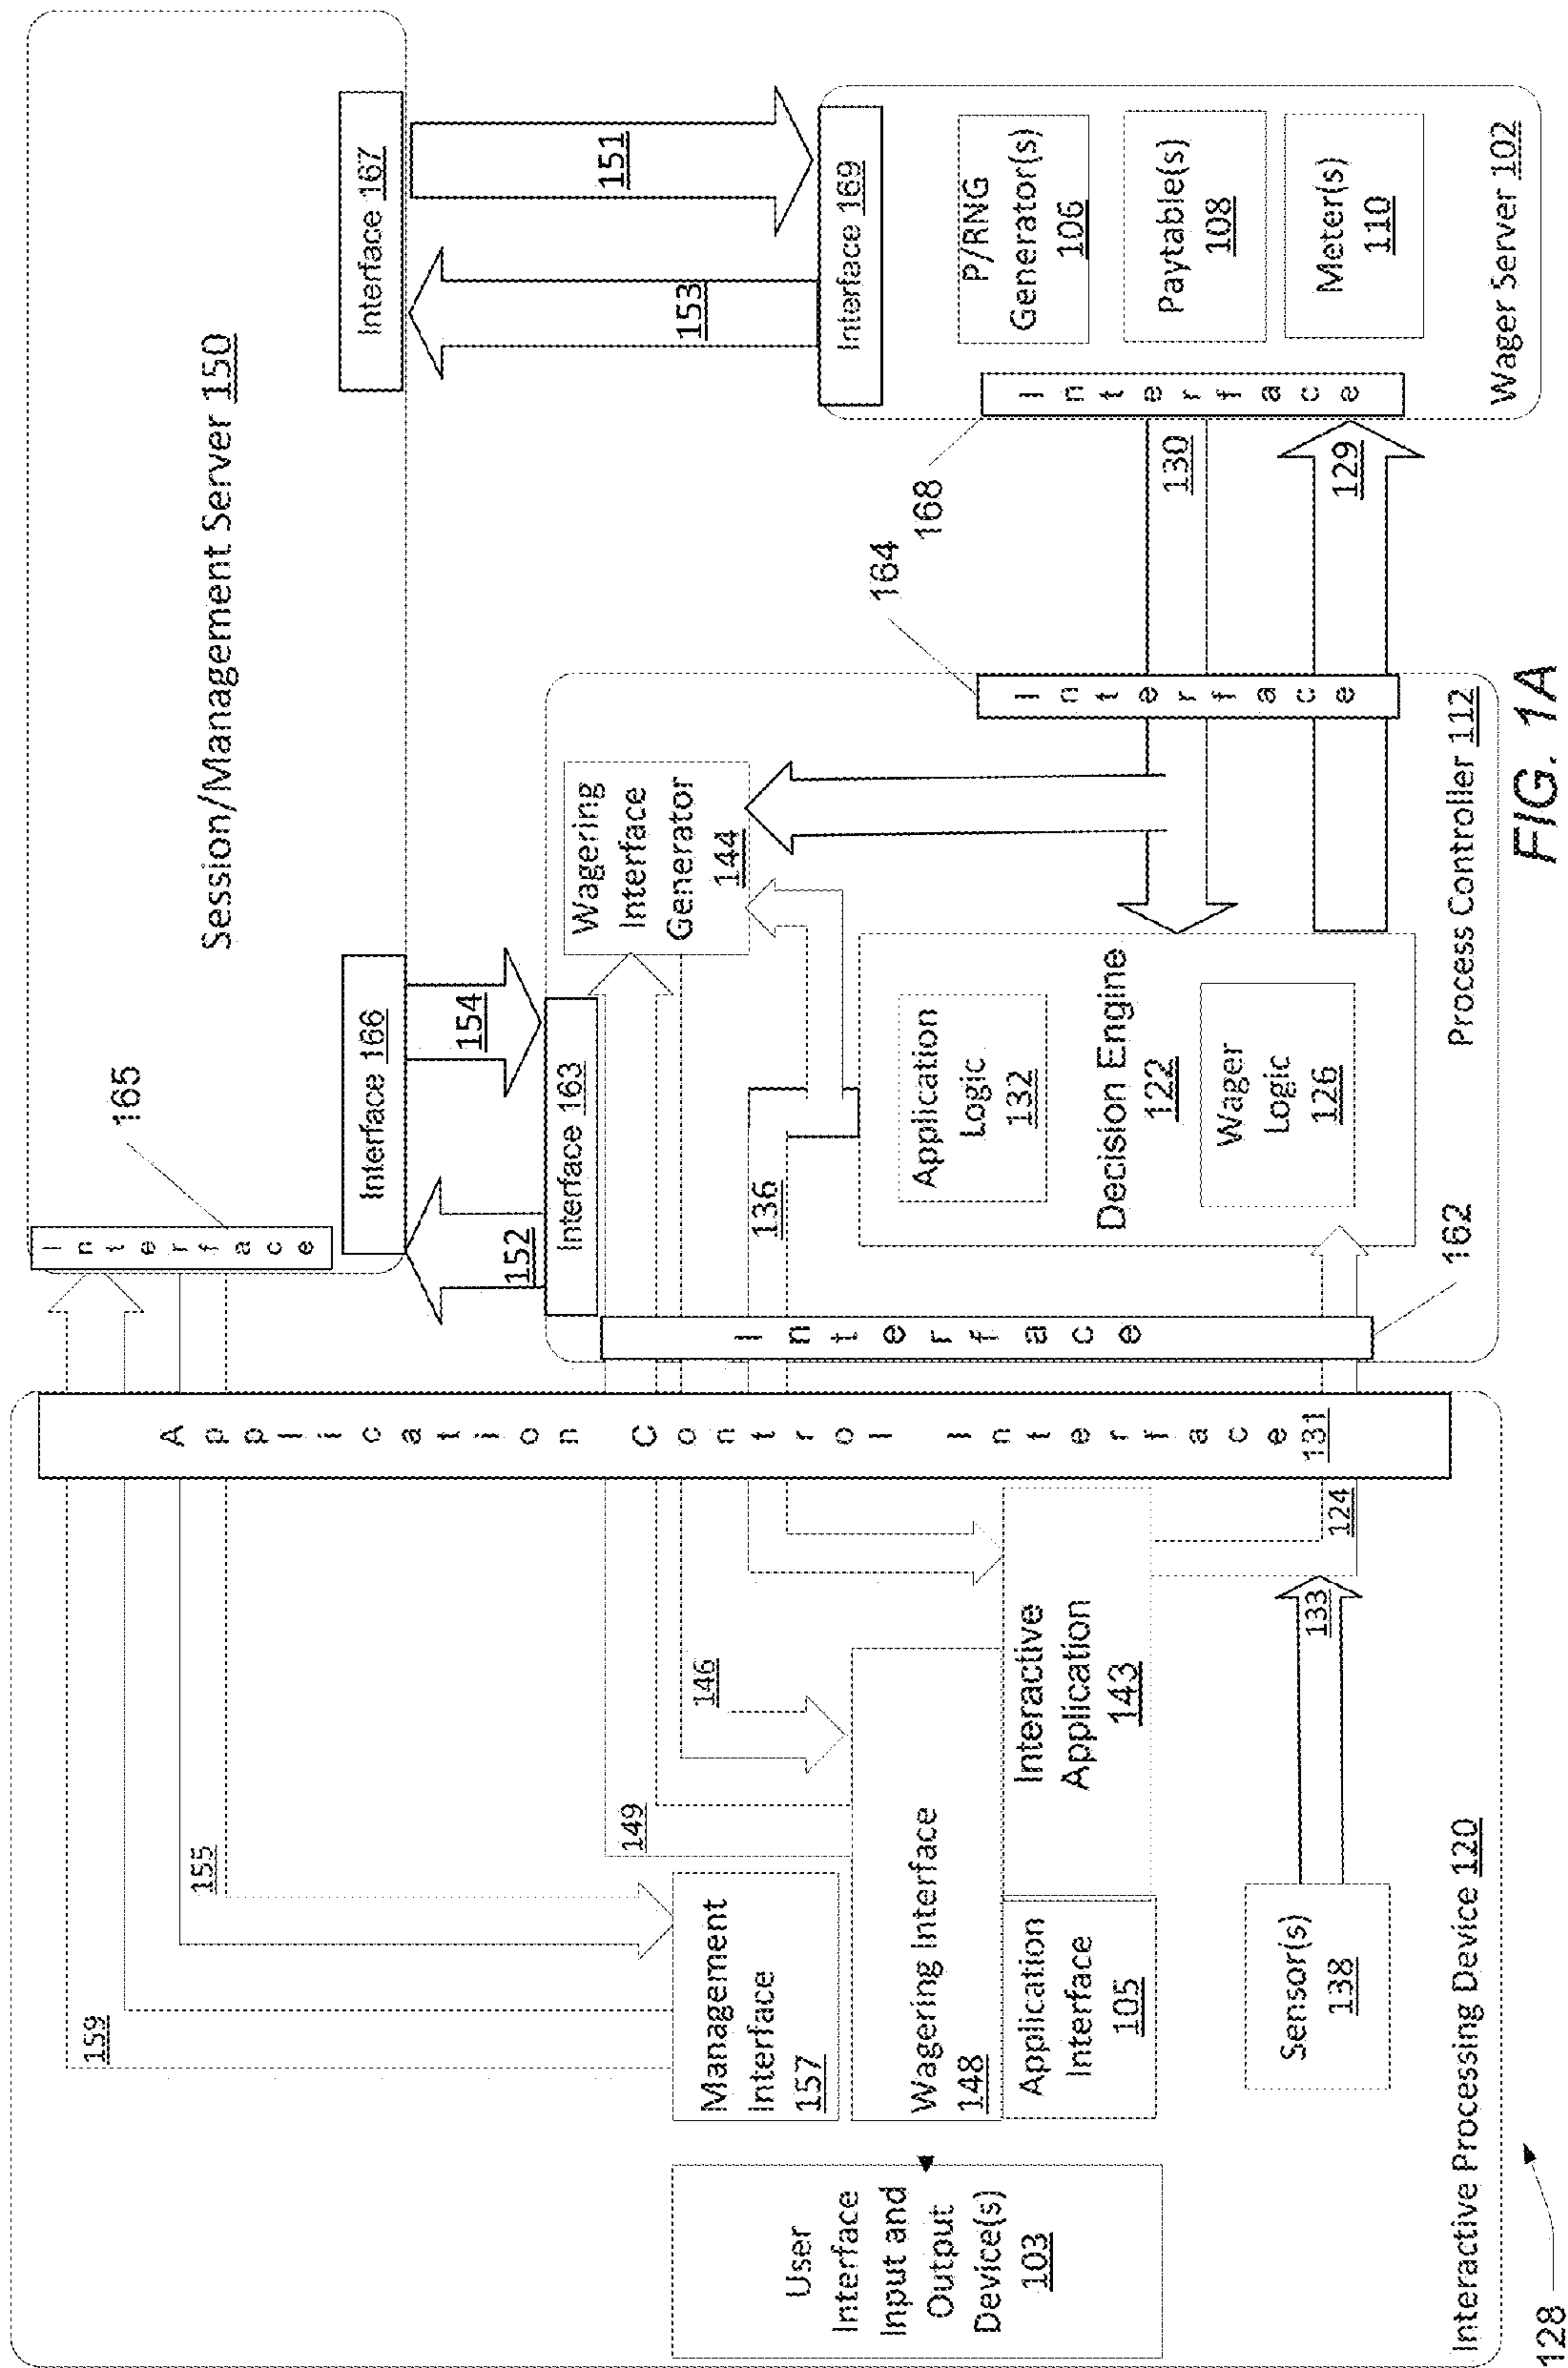 Session/Management Server 150
165
Interface
Interface 166
Interface 167
159
155
152
154
153
151
Application Control Interface 131
Interface 163
Interface 169
149
146
Management
Interface
157
Wagering Interface
148
Application
Interface
105
Interactive
Application
143
User
Interface
Input and
Output
Device(s)
103
Sensor(s)
138
133
124
Interactive Processing Device 120
Interface
162
136
Wagering
Interface
Generator
144
Application
Logic
132
Decision Engine
122
Wager
Logic
126
Process Controller 112
Interface
164
168
130
129
Interface
P/RNG
Generator(s)
106
Paytable(s)
108
Meter(s)
110
Wager Server 102
128
FIG. 1A